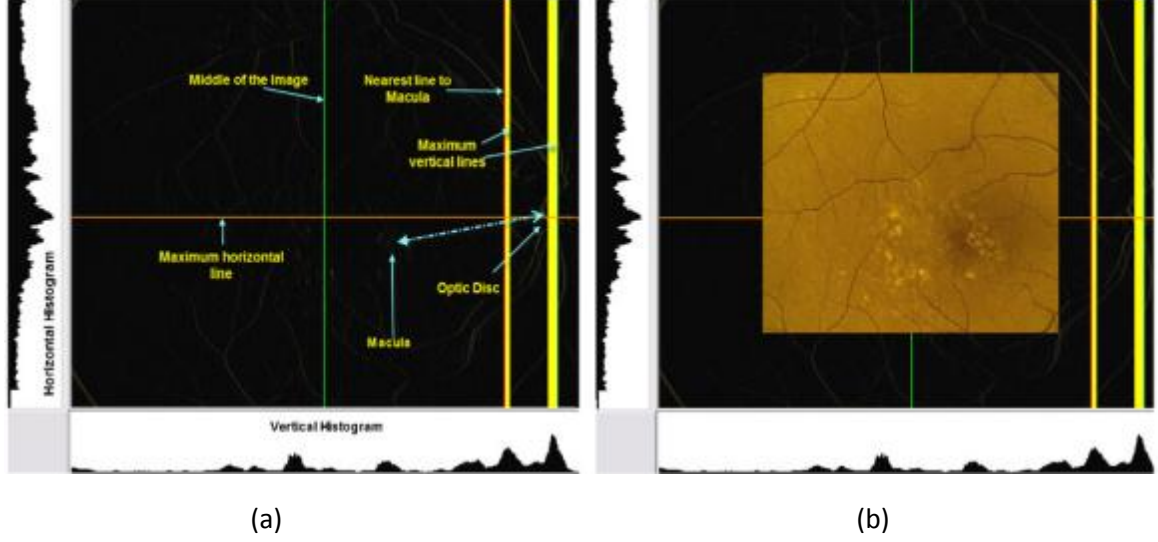 Middle of the Image
Nearest line to
Macula
Maximum
vertical lines
Maximum horizontal
line
Optic Disc
Macula
Horizontal Histogram
Vertical Histogram
(a)
(b)